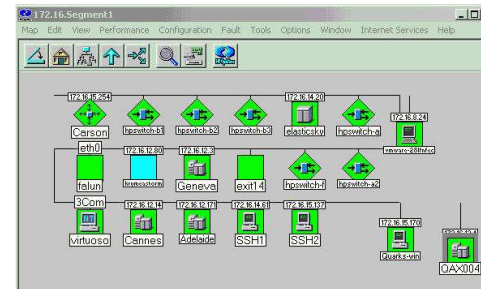 172.16.Segment1
Map Edit View Performance Configuration Fault Tools Options Window Internet Services Help
172.16.15.254 172.16.14.20 172.16.8.24
Carson hpswitch-b1 hpswitch-b2 hpswitch-b3 elasticsky hpswitch-a
eth0 172.16.12.80 172.16.12.3
falun Geneva exit14 hpswitch-f hpswitch-a2
3Com 172.16.12.14 172.16.12.171 172.16.14.61 172.16.15.137 172.16.15.170
virtuoso Cannes Adelaide SSH1 SSH2 Quarks-win QAX004